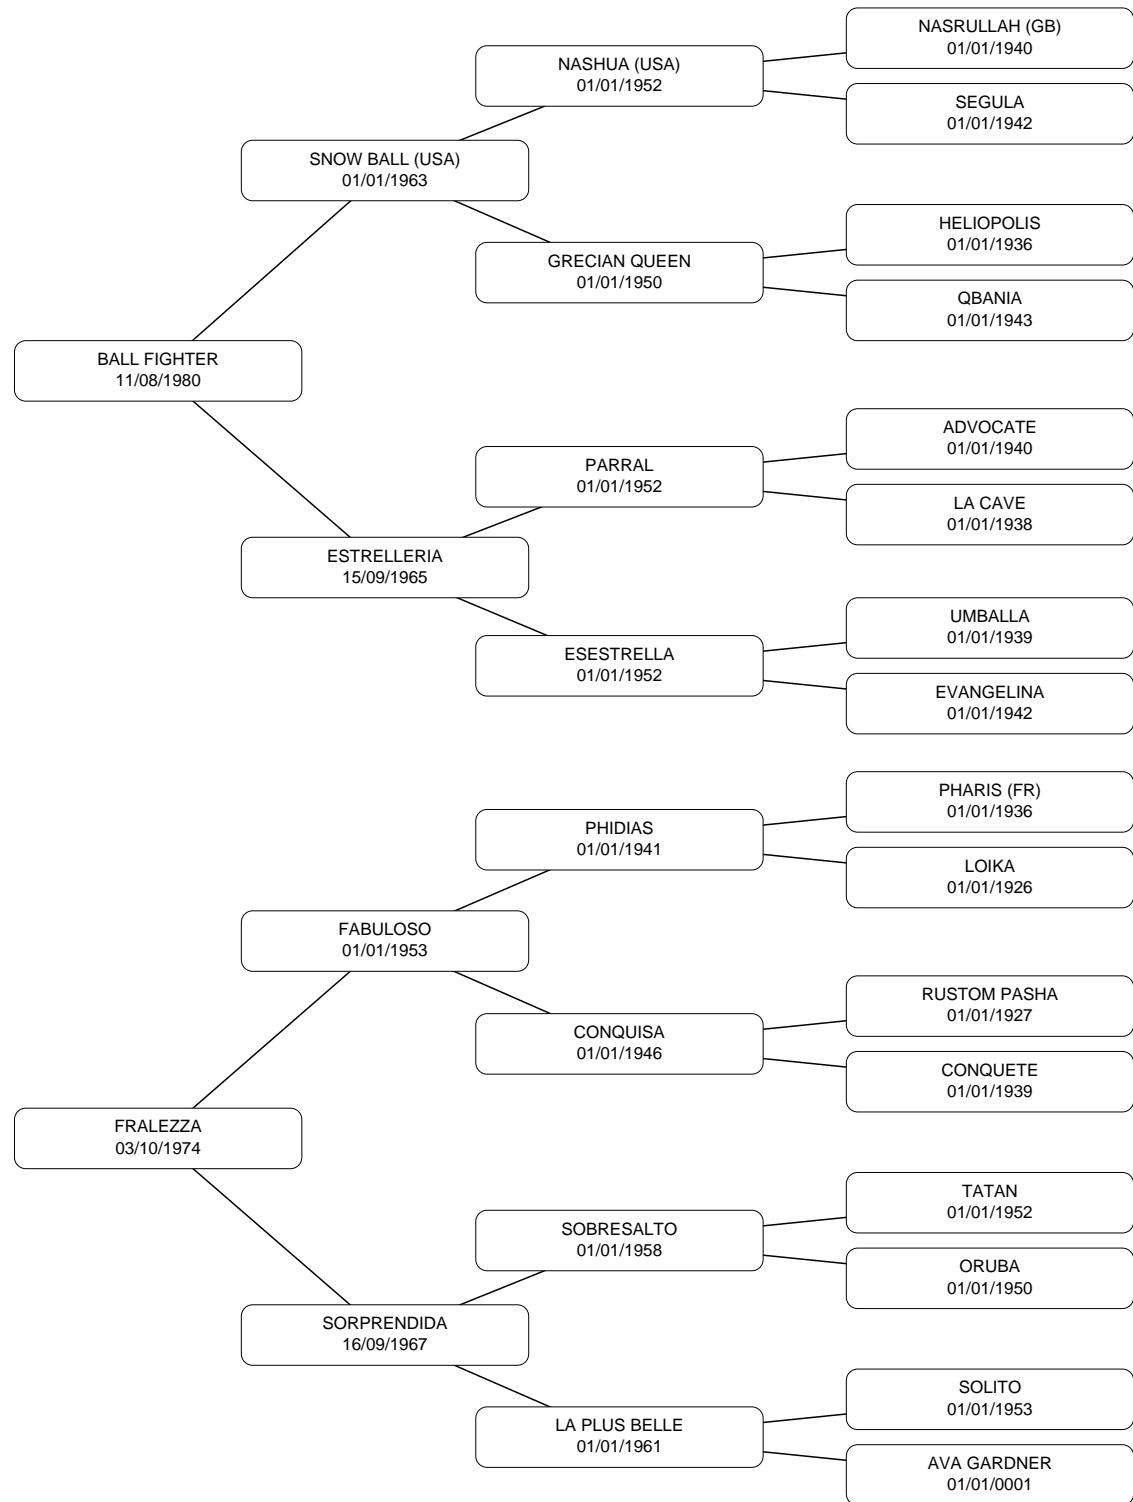 NASRULLAH (GB)
01/01/1940
NASHUA (USA)
01/01/1952
SEGULA
01/01/1942
SNOW BALL (USA)
01/01/1963
HELIOPOLIS
01/01/1936
GRECIAN QUEEN
01/01/1950
QBANIA
01/01/1943
BALL FIGHTER
11/08/1980
ADVOCATE
01/01/1940
PARRAL
01/01/1952
LA CAVE
01/01/1938
ESTRELLERIA
15/09/1965
UMBALLA
01/01/1939
ESESTRELLA
01/01/1952
EVANGELINA
01/01/1942
PHARIS (FR)
01/01/1936
PHIDIAS
01/01/1941
LOIKA
01/01/1926
FABULOSO
01/01/1953
RUSTOM PASHA
01/01/1927
CONQUISA
01/01/1946
CONQUETE
01/01/1939
FRALEZZA
03/10/1974
TATAN
01/01/1952
SOBRESALTO
01/01/1958
ORUBA
01/01/1950
SORPRENDIDA
16/09/1967
SOLITO
01/01/1953
LA PLUS BELLE
01/01/1961
AVA GARDNER
01/01/0001